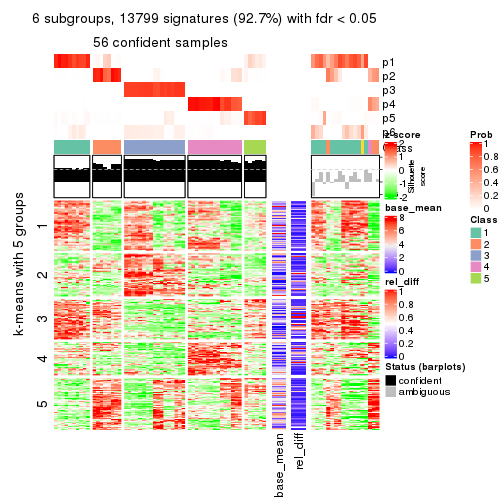 6 subgroups, 13799 signatures (92.7%) with fdr < 0.05
56 confident samples
p1
p2
p3
p4
p5
p6
Class
Silhouette
score
k-means with 5 groups
1
2
3
4
5
base_mean
rel_diff
z-score
2
1
0
-1
-2
base_mean
8
6
4
2
0
rel_diff
1
0.8
0.6
0.4
0.2
0
Status (barplots)
confident
ambiguous
Prob
1
0.8
0.6
0.4
0.2
0
Class
1
2
3
4
5